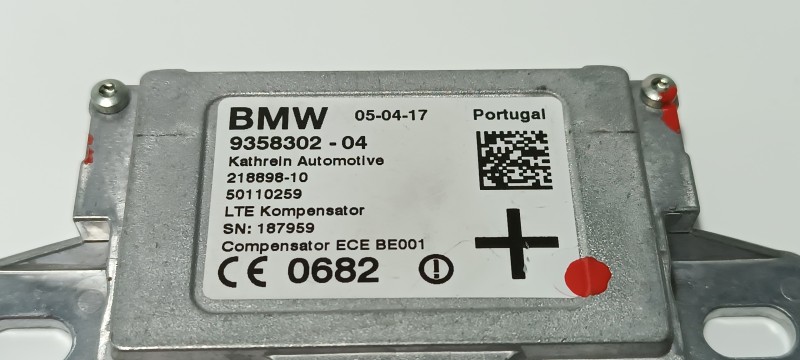 BMW 05-04-17 Portugal
9358302 - 04
Kathrein Automotive
218898-10
50110259
LTE Kompensator
SN: 187959
Compensator ECE BE001
CE 0682